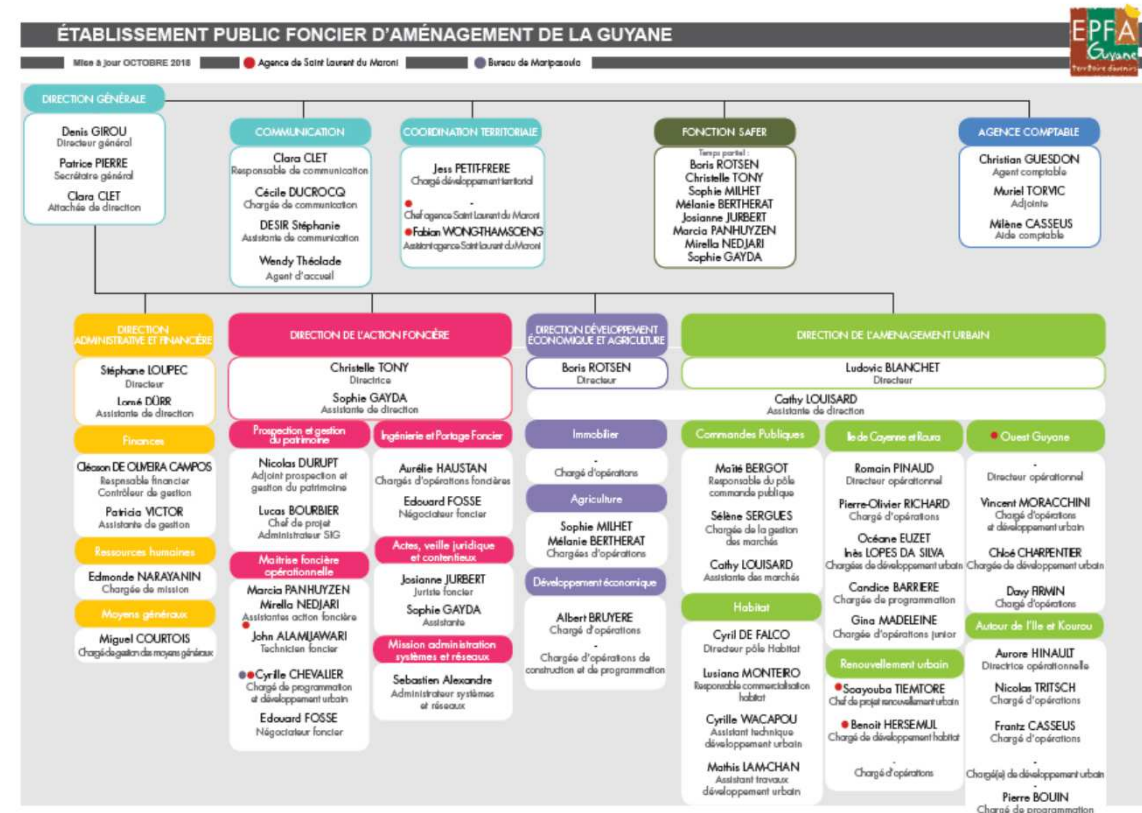 ÉTABLISSEMENT PUBLIC FONCIER D'AMÉNAGEMENT DE LA GUYANE
EPFA
Guyane
Mise à jour OCTOBRE 2018
Agence de Saint Laurent du Maroni
Bureau de Maripasoula
DIRECTION GÉNÉRALE
Denis GIROU
Directeur général
Patrice PIERRE
Secrétaire général
Clara CLET
Attachée de direction
COMMUNICATION
Clara CLET
Responsable de communication
Cécile DUCROCQ
Chargée de communication
DESIR Stéphanie
Assistante de communication
Wendy Théolade
Agent d'accueil
COORDINATION TERRITORIALE
Jess PETIT-FRERE
Chargé développement territorial
-
Chef agence Saint Laurent du Maroni
Fabian WONG-THAMSOENG
Assistant agence Saint Laurent du Maroni
FONCTION SAFER
Temps partiel :
Boris ROTSEN
Christelle TONY
Sophie MILHET
Mélanie BERTHERAT
Josianne JURBERT
Marcia PANHUYZEN
Mirella NEDJARI
Sophie GAYDA
AGENCE COMPTABLE
Christian GUESDON
Agent comptable
Muriel TORVIC
Adjointe
Milène CASSEUS
Aide comptable
DIRECTION
ADMINISTRATIVE ET FINANCIÈRE
Stéphane LOUPEC
Directeur
Lomé DÜRR
Assistante de direction
Finances
Cléason DE OLIVEIRA CAMPOS
Respnsable financier
Contrôleur de gestion
Patricia VICTOR
Assistante de gestion
Ressources humaines
Edmonde NARAYANIN
Chargée de mission
Moyens généraux
Miguel COURTOIS
Chargé de gestion des moyens généraux
DIRECTION DE L'ACTION FONCIÈRE
Christelle TONY
Directrice
Sophie GAYDA
Assistante de direction
Prospection et gestion
du patrimoine
Nicolas DURUPT
Adjoint prospection et
gestion du patrimoine
Lucas BOURBIER
Chef de projet
Administrateur SIG
Maitrise foncière
opérationnelle
Marcia PANHUYZEN
Mirella NEDJARI
Assistantes action foncière
John ALAMIJAWARI
Technicien foncier
Cyrille CHEVALIER
Chargé de programmation
et développement urbain
Edouard FOSSE
Négociateur foncier
Ingénierie et Portage Foncier
Aurélie HAUSTAN
Chargés d'opérations foncières
Edouard FOSSE
Négociateur foncier
Actes, veille juridique
et contentieux
Josianne JURBERT
Juriste foncier
Sophie GAYDA
Assistante
Mission administration
systèmes et réseaux
Sebastien Alexandre
Administrateur systèmes
et réseaux
DIRECTION DÉVELOPPEMENT
ÉCONOMIQUE ET AGRICULTURE
Boris ROTSEN
Directeur
Immobilier
-
Chargé d'opérations
Agriculture
Sophie MILHET
Mélanie BERTHERAT
Chargées d'opérations
Développement économique
Albert BRUYERE
Chargé d'opérations
-
Chargée d'opérations de
construction et de programmation
DIRECTION DE L'AMENAGEMENT URBAIN
Ludovic BLANCHET
Directeur
Cathy LOUISARD
Assistante de direction
Commandes Publiques
Maïté BERGOT
Responsable du pôle
commande publique
Sélène SERGUES
Chargée de la gestion
des marchés
Cathy LOUISARD
Assistante des marchés
Habitat
Cyril DE FALCO
Directeur pôle Habitat
Lusiana MONTEIRO
Responsable commercialisation
habitat
Cyrille WACAPOU
Assistant technique
développement urbain
Mathis LAM-CHAN
Assistant travaux
développement urbain
Ile de Cayenne et Roura
Romain PINAUD
Directeur opérationnel
Pierre-Olivier RICHARD
Chargé d'opérations
Océane EUZET
Inès LOPES DA SILVA
Chargées de développement urbain
Candice BARRIERE
Chargée de programmation
Gina MADELEINE
Chargée d'opérations junior
Renouvellement urbain
Soayouba TIEMTORE
Chef de projet renouvellement urbain
Benoit HERSEMUL
Chargé de développement habitat
-
Chargé d'opérations
Ouest Guyane
-
Directeur opérationnel
Vincent MORACCHINI
Chargé d'opérations
et développement urbain
Chloé CHARPENTIER
Chargée de développement urbain
Davy FIRMIN
Chargé d'opérations
Autour de l'Ile et Kourou
Aurore HINAULT
Directrice opérationnelle
Nicolas TRITSCH
Chargé d'opérations
Frantz CASSEUS
Chargé d'opérations
-
Chargé(e) de développement urbain
-
Pierre BOUIN
Chargé de programmation